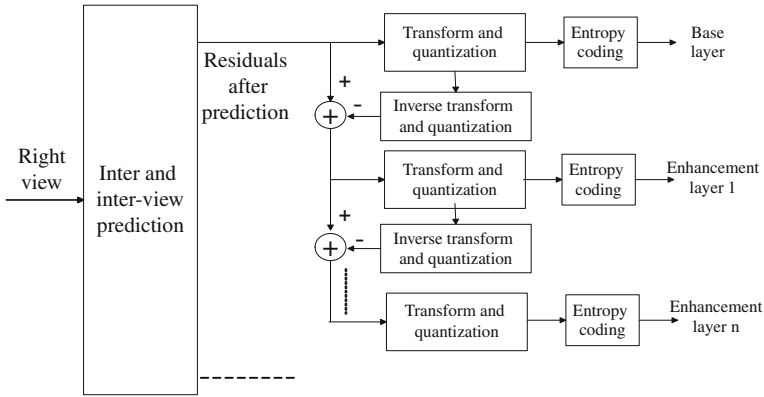 Right
view
Inter and
inter-view
prediction
Residuals
after
prediction
Transform and
quantization
Entropy
coding
Base
layer
+
-
+
Inverse transform
and quantization
Transform and
quantization
Entropy
coding
Enhancement
layer 1
+
-
+
Inverse transform
and quantization
Transform and
quantization
Entropy
coding
Enhancement
layer n